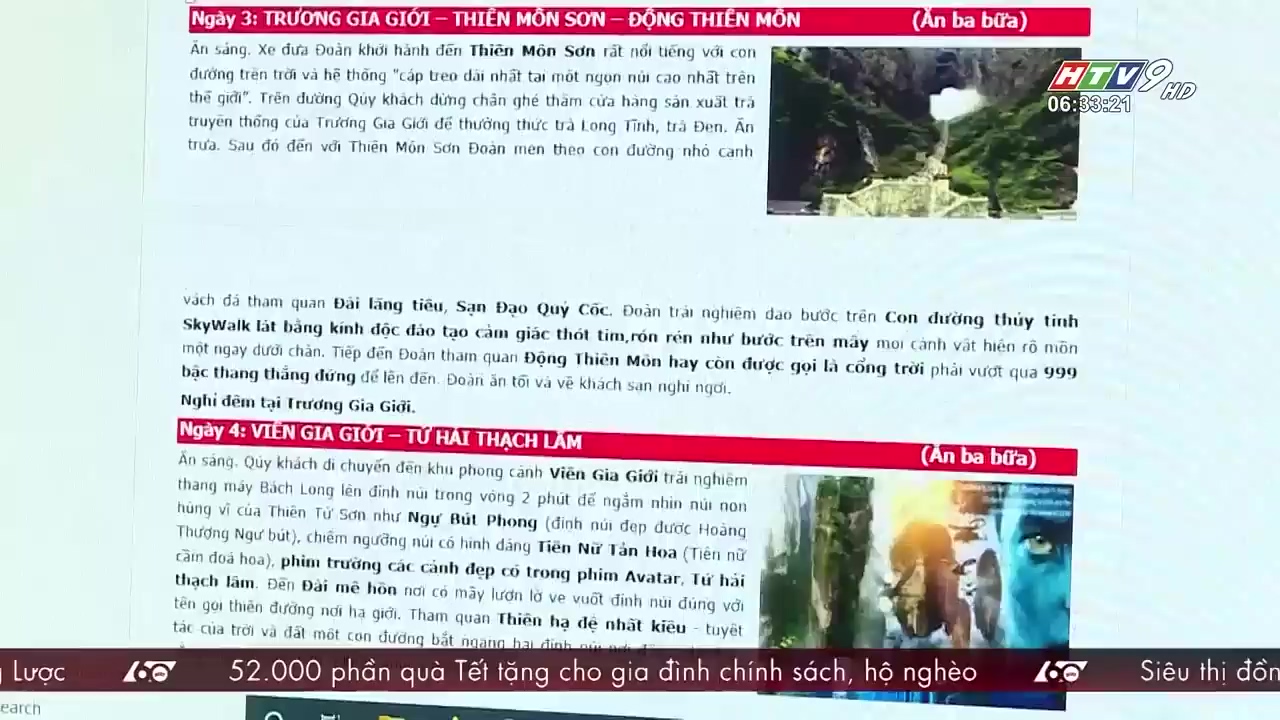 Ngày 3: TRƯƠNG GIA GIỚI – THIÊN MÔN SƠN – ĐỘNG THIÊN MÔN (Ăn ba bữa)
Ăn sáng. Xe đưa Đoàn khởi hành đến Thiên Môn Sơn rất nổi tiếng với con
đường trên trời và hệ thống "cáp treo dài nhất tại một ngọn núi cao nhất trên
thế giới". Trên đường Qúy khách dừng chân ghé thăm cửa hàng sản xuất trà
truyền thống của Trương Gia Giới để thưởng thức trà Long Tĩnh, trà Đen. Ăn
trưa. Sau đó đến với Thiên Môn Sơn Đoàn men theo con đường nhỏ cạnh
HTV9 HD
06:33:21
vách đá tham quan Đài lãng tiêu, Sạn Đạo Quỷ Cốc. Đoàn trải nghiệm dạo bước trên Con đường thủy tinh
SkyWalk lát bằng kính độc đáo tạo cảm giác thót tim,rón rén như bước trên mây mọi cảnh vật hiện rõ mồn
một ngay dưới chân. Tiếp đến Đoàn tham quan Động Thiên Môn hay còn được gọi là cổng trời phải vượt qua 999
bậc thang thẳng đứng để lên đến. Đoàn ăn tối và về khách sạn nghỉ ngơi.
Nghỉ đêm tại Trương Gia Giới.
Ngày 4: VIÊN GIA GIỚI – TỨ HẢI THẠCH LÂM (Ăn ba bữa)
Ăn sáng. Qúy khách di chuyển đến khu phong cảnh Viên Gia Giới trải nghiệm
thang máy Bách Long lên đỉnh núi trong vòng 2 phút để ngắm nhìn núi non
hùng vĩ của Thiên Tử Sơn như Ngự Bút Phong (đỉnh núi đẹp được Hoàng
Thượng Ngự bút), chiêm ngưỡng núi có hình dáng Tiên Nữ Tản Hoa (Tiên nữ
cầm đoá hoa), phim trường các cảnh đẹp có trong phim Avatar, Tứ hải
thạch lâm. Đến Đài mê hồn nơi có mây lượn lờ ve vuốt đỉnh núi đúng với
tên gọi thiên đường nơi hạ giới. Tham quan Thiên hạ đệ nhất kiều - tuyệt
tác của trời và đất một con đường bắt ngang hai đỉnh núi
g Lược 60 52.000 phần quà Tết tặng cho gia đình chính sách, hộ nghèo 60 Siêu thị đồn
earch